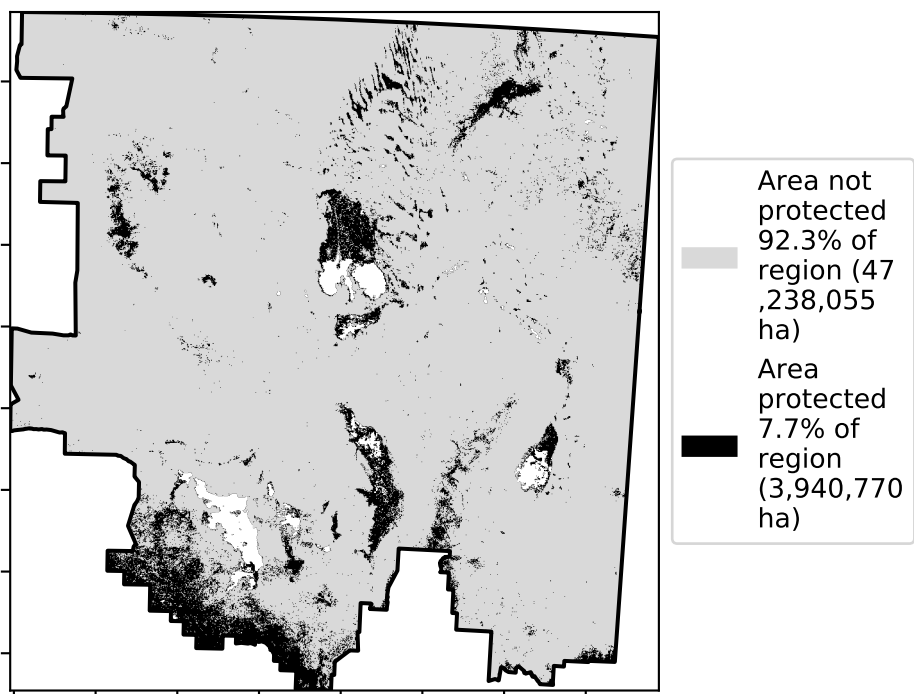 Area not
protected
92.3% of
region (47
,238,055
ha)
Area
protected
7.7% of
region
(3,940,770
ha)